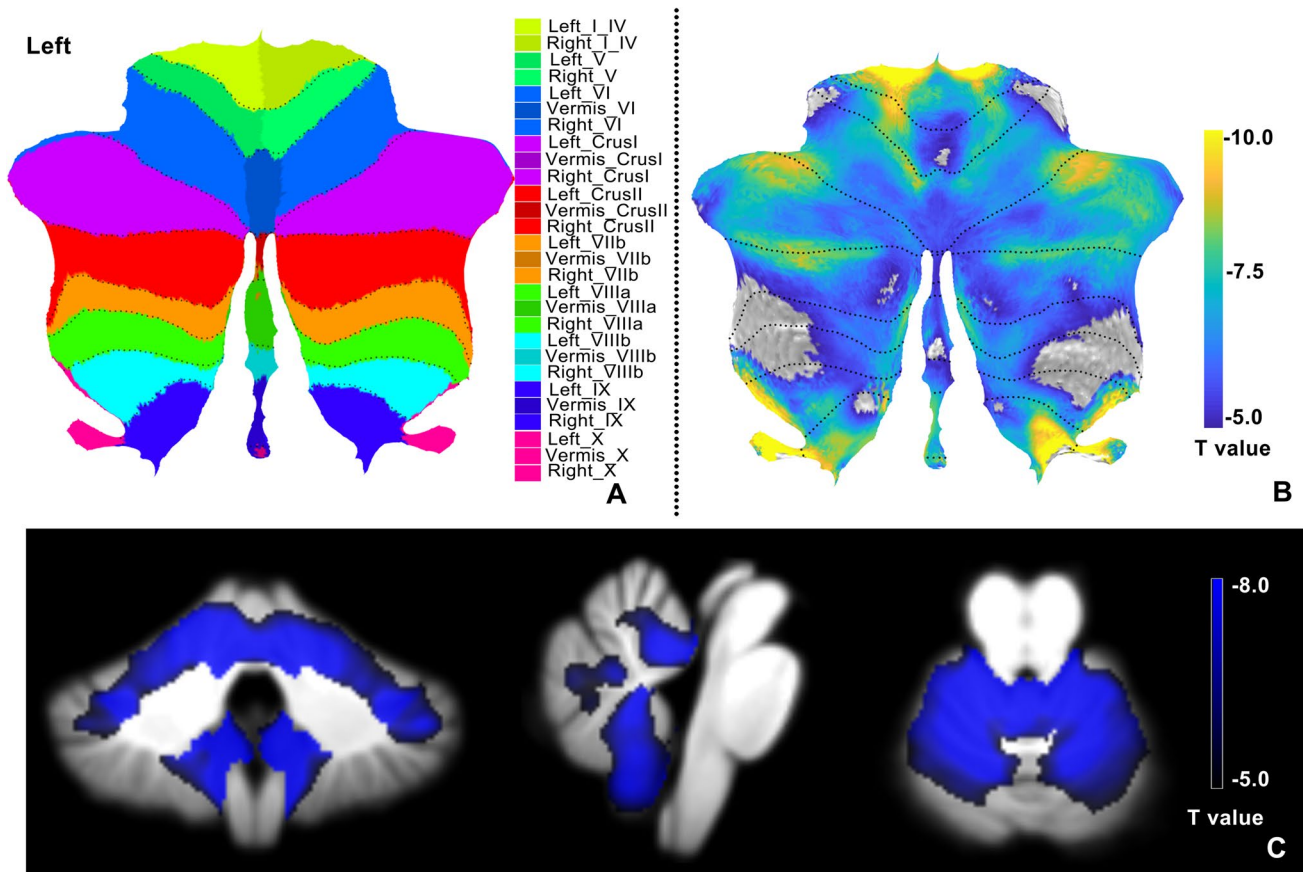 Left
Left_I_IV
Right_I_IV
Left_V
Right_V
Left_VI
Vermis_VI
Right_VI
Left_CrusI
Vermis_CrusI
Right_CrusI
Left_CrusII
Vermis_CrusII
Right_CrusII
Left_VIIb
Vermis_VIIb
Right_VIIb
Left_VIIIa
Vermis_VIIIa
Right_VIIIa
Left_VIIIb
Vermis_VIIIb
Right_VIIIb
Left_IX
Vermis_IX
Right_IX
Left_X
Vermis_X
Right_X
A
-10.0
-7.5
-5.0
T value
B
-8.0
-5.0
T value
C